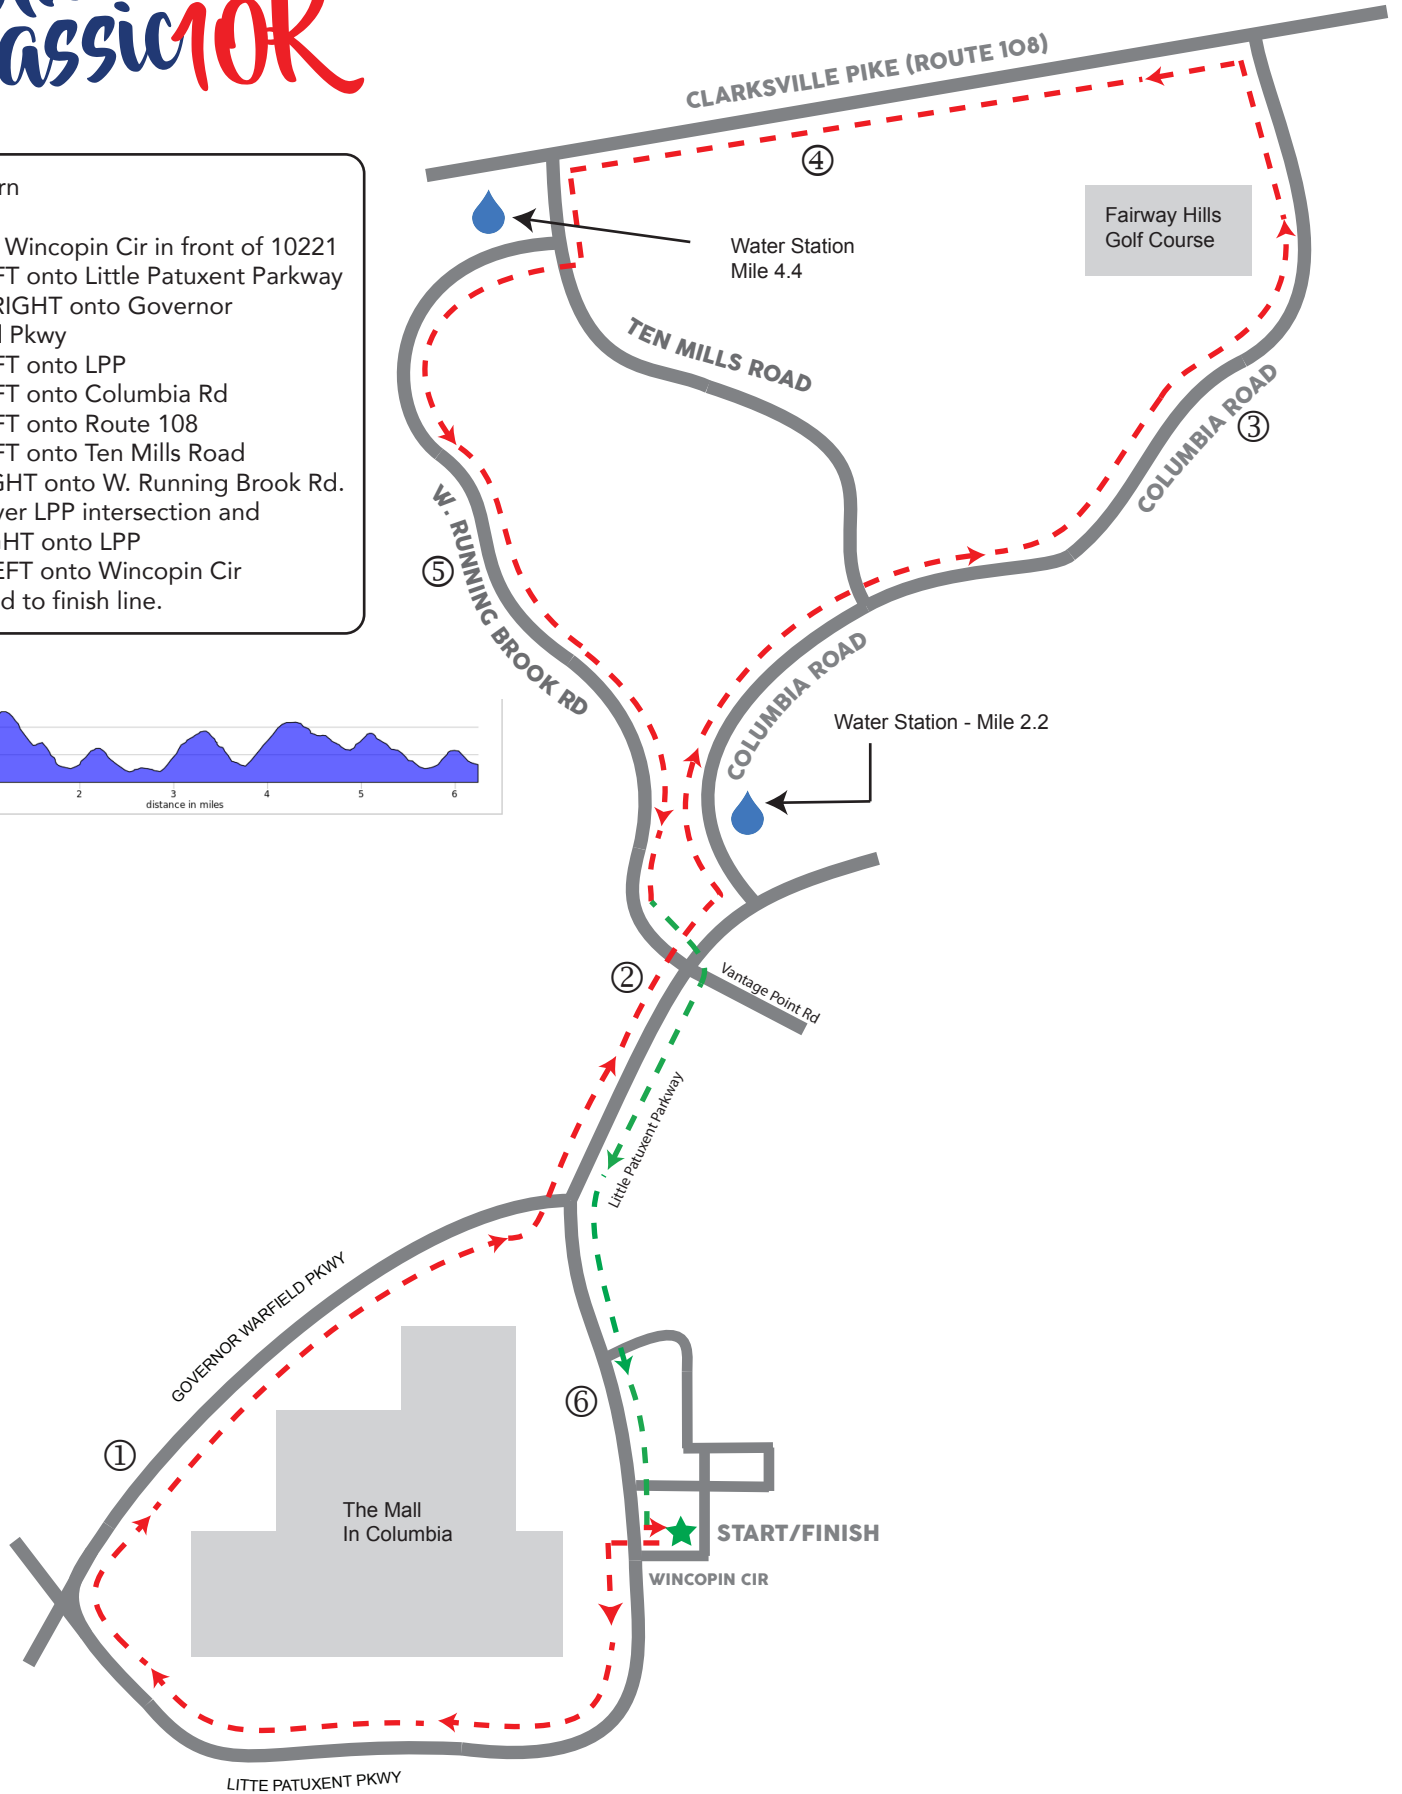 assic10K
CLARKSVILLE PIKE (ROUTE 108)
④
rn
Wincopin Cir in front of 10221
FT onto Little Patuxent Parkway
RIGHT onto Governor
Pkwy
FT onto LPP
FT onto Columbia Rd
FT onto Route 108
FT onto Ten Mills Road
GHT onto W. Running Brook Rd.
ver LPP intersection and
GHT onto LPP
EFT onto Wincopin Cir
d to finish line.
Water Station
Mile 4.4
Fairway Hills
Golf Course
TEN MILLS ROAD
COLUMBIA ROAD
③
W. RUNNING BROOK RD
⑤
COLUMBIA ROAD
Water Station - Mile 2.2
2 3 4 5 6
distance in miles
②
Vantage Point Rd
Little Patuxent Parkway
GOVERNOR WARFIELD PKWY
⑥
①
The Mall
In Columbia
START/FINISH
WINCOPIN CIR
LITTE PATUXENT PKWY